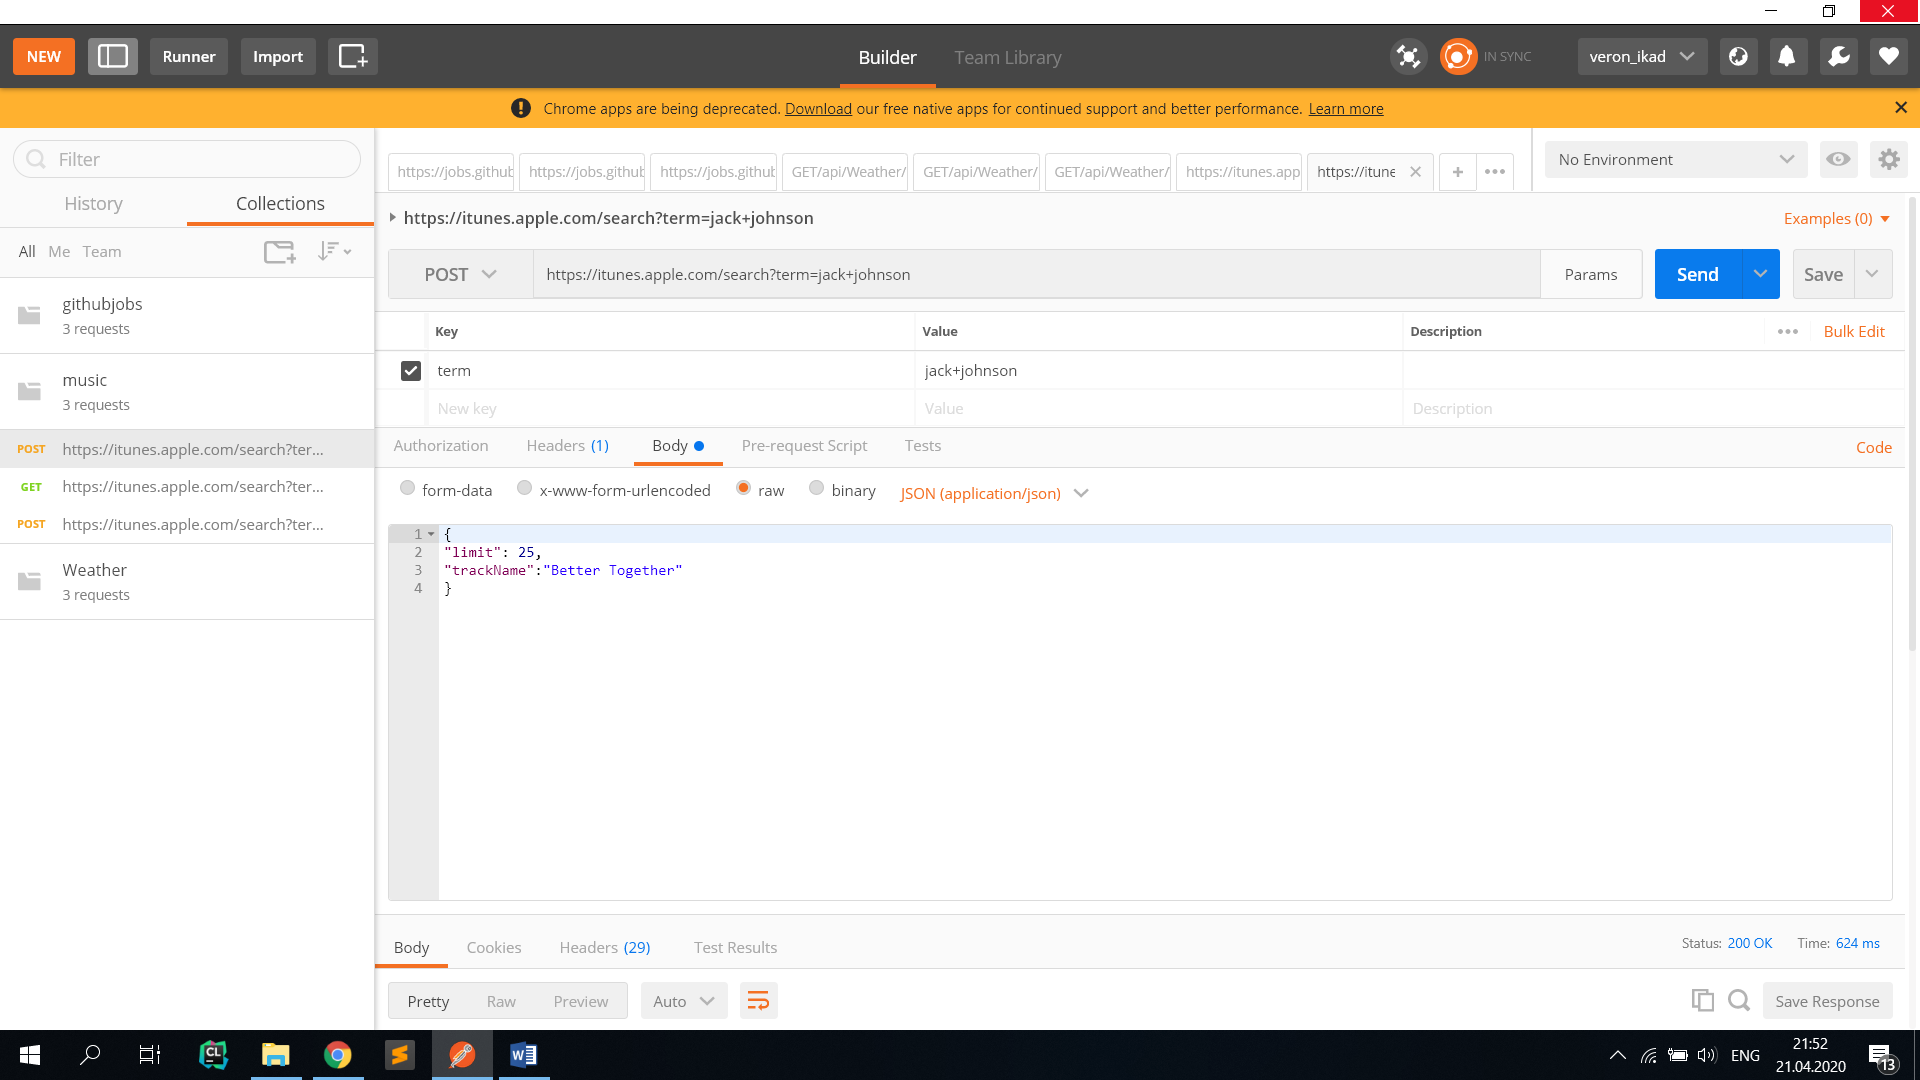 NEW Runner Import Builder Team Library IN SYNC veron_ikad
Chrome apps are being deprecated. Download our free native apps for continued support and better performance. Learn more
Filter
History Collections
All Me Team
githubjobs
3 requests
music
3 requests
POST https://itunes.apple.com/search?ter...
GET https://itunes.apple.com/search?ter...
POST https://itunes.apple.com/search?ter...
Weather
3 requests
https://jobs.github https://jobs.github https://jobs.github GET/api/Weather/ GET/api/Weather/ GET/api/Weather/ https://itunes.app https://itune No Environment
https://itunes.apple.com/search?term=jack+johnson Examples (0)
POST https://itunes.apple.com/search?term=jack+johnson Params Send Save
Key Value Description Bulk Edit
term jack+johnson
New key Value Description
Authorization Headers (1) Body Pre-request Script Tests Code
form-data x-www-form-urlencoded raw binary JSON (application/json)
1 {
2 "limit": 25,
3 "trackName":"Better Together"
4 }
Body Cookies Headers (29) Test Results Status: 200 OK Time: 624 ms
Pretty Raw Preview Auto Save Response
CL W ENG 21:52
21.04.2020 13